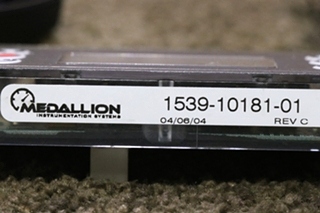 MEDALLION
INSTRUMENTATION SYSTEMS
1539-10181-01
04/06/04 REV C